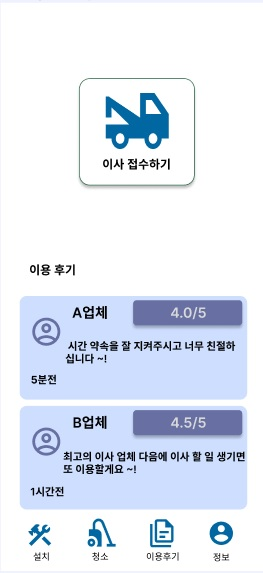 이사 접수하기
이용 후기
A업체
4.0/5
시간 약속을 잘 지켜주시고 너무 친절하
십니다 ~!
5분전
B업체
4.5/5
최고의 이사 업체 다음에 이사 할 일 생기면
또 이용할게요 ~!
1시간전
설치 청소 이용후기 정보